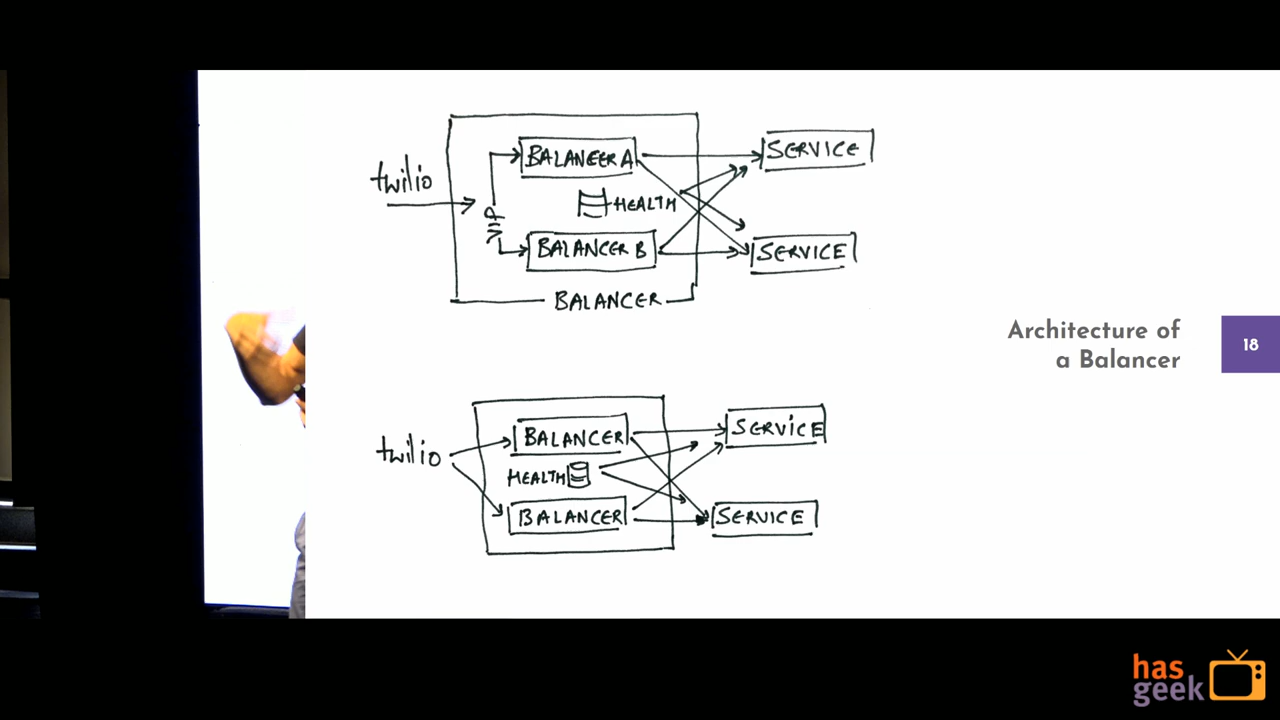 twilio
BALANCER A
SERVICE
HEALTH
VIP
BALANCER B
SERVICE
BALANCER
Architecture of
a Balancer
18
twilio
BALANCER
SERVICE
HEALTH
BALANCER
SERVICE
has
geek